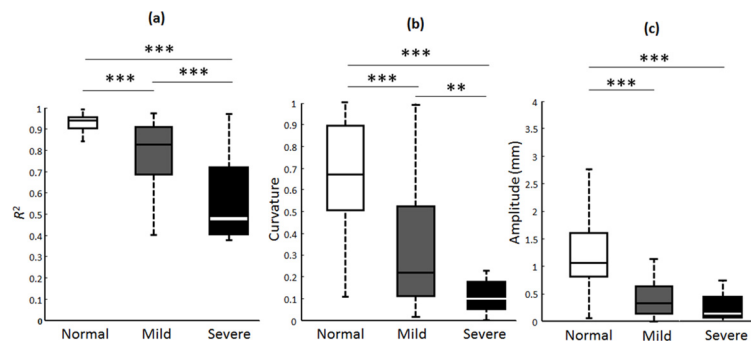 (a)
***
***
***
1
0.9
0.8
0.7
0.6
0.5
0.4
0.3
0.2
0.1
0
R²
Normal
Mild
Severe
(b)
***
***
**
1
0.9
0.8
0.7
0.6
0.5
0.4
0.3
0.2
0.1
0
Curvature
Normal
Mild
Severe
(c)
***
***
4
3.5
3
2.5
2
1.5
1
0.5
0
Amplitude (mm)
Normal
Mild
Severe